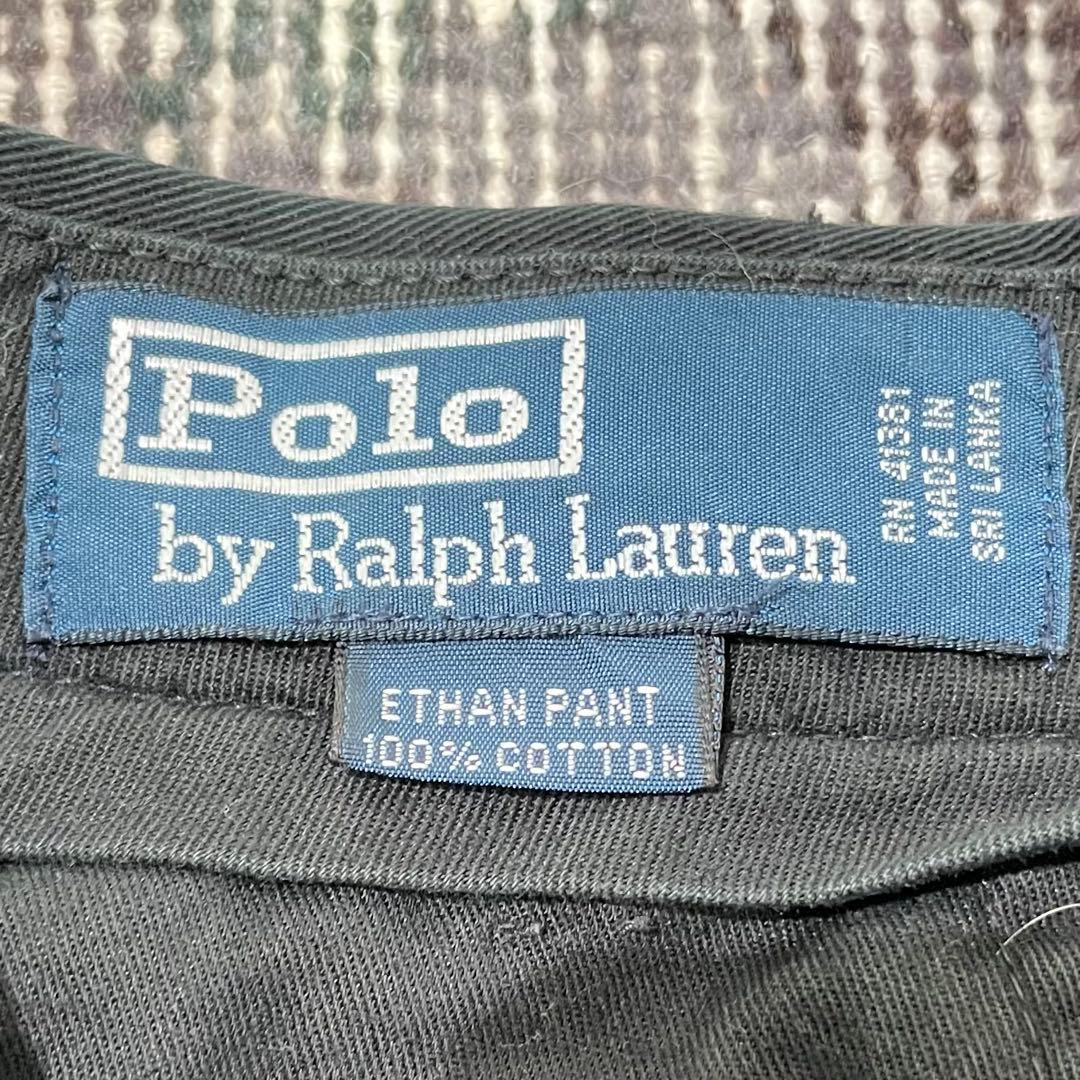 Polo
by Ralph Lauren
RN 41381
MADE IN
SRI LANKA
ETHAN PANT
100% COTTON